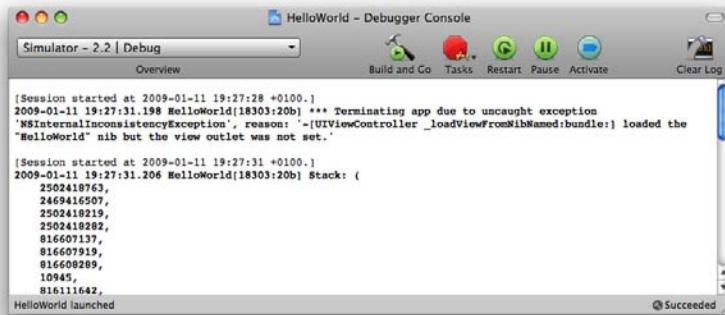 HelloWorld – Debugger Console
Simulator – 2.2 | Debug
Overview
Build and Go Tasks Restart Pause Activate Clear Log
[Session started at 2009-01-11 19:27:28 +0100.]
2009-01-11 19:27:31.198 HelloWorld[18303:20b] *** Terminating app due to uncaught exception
'NSInternalInconsistencyException', reason: '-[UIViewController _loadViewFromNibNamed:bundle:] loaded the
"HelloWorld" nib but the view outlet was not set.'
[Session started at 2009-01-11 19:27:31 +0100.]
2009-01-11 19:27:31.206 HelloWorld[18303:20b] Stack: (
2502418763,
2469416507,
2502418219,
2502418282,
816607137,
816607919,
816608289,
10945,
816111642,
HelloWorld launched
Succeeded